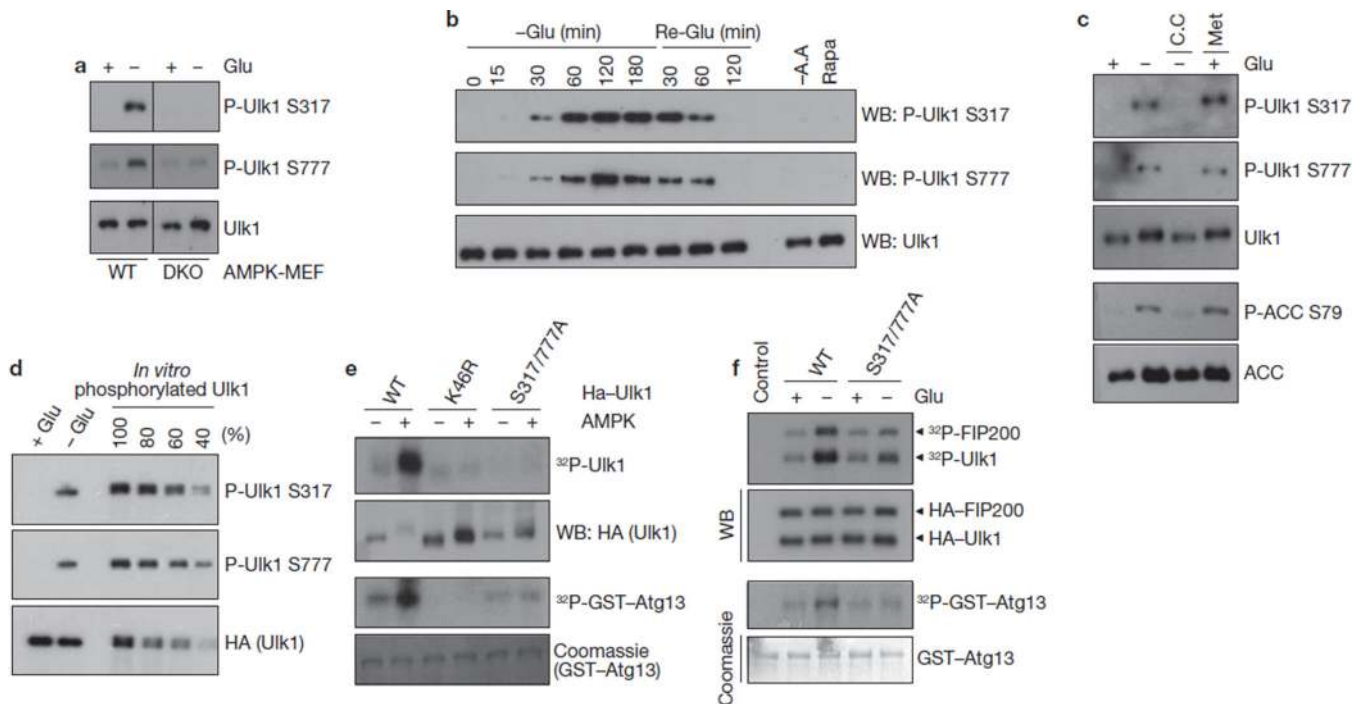 a
+ − + − Glu
P-Ulk1 S317
P-Ulk1 S777
Ulk1
WT DKO AMPK-MEF
b
–Glu (min) Re-Glu (min)
0 15 30 60 120 180 30 60 120 –A.A Rapa
WB: P-Ulk1 S317
WB: P-Ulk1 S777
WB: Ulk1
c
C.C Met
+ − − + Glu
P-Ulk1 S317
P-Ulk1 S777
Ulk1
P-ACC S79
ACC
d
In vitro
phosphorylated Ulk1
+ Glu – Glu 100 80 60 40 (%)
P-Ulk1 S317
P-Ulk1 S777
HA (Ulk1)
e
WT K46R S317/777A Ha–Ulk1
− + − + − + AMPK
32P-Ulk1
WB: HA (Ulk1)
32P-GST–Atg13
Coomassie
(GST–Atg13)
f
Control WT S317/777A
+ − + − Glu
32P-FIP200
32P-Ulk1
WB
HA–FIP200
HA–Ulk1
32P-GST–Atg13
Coomassie
GST–Atg13